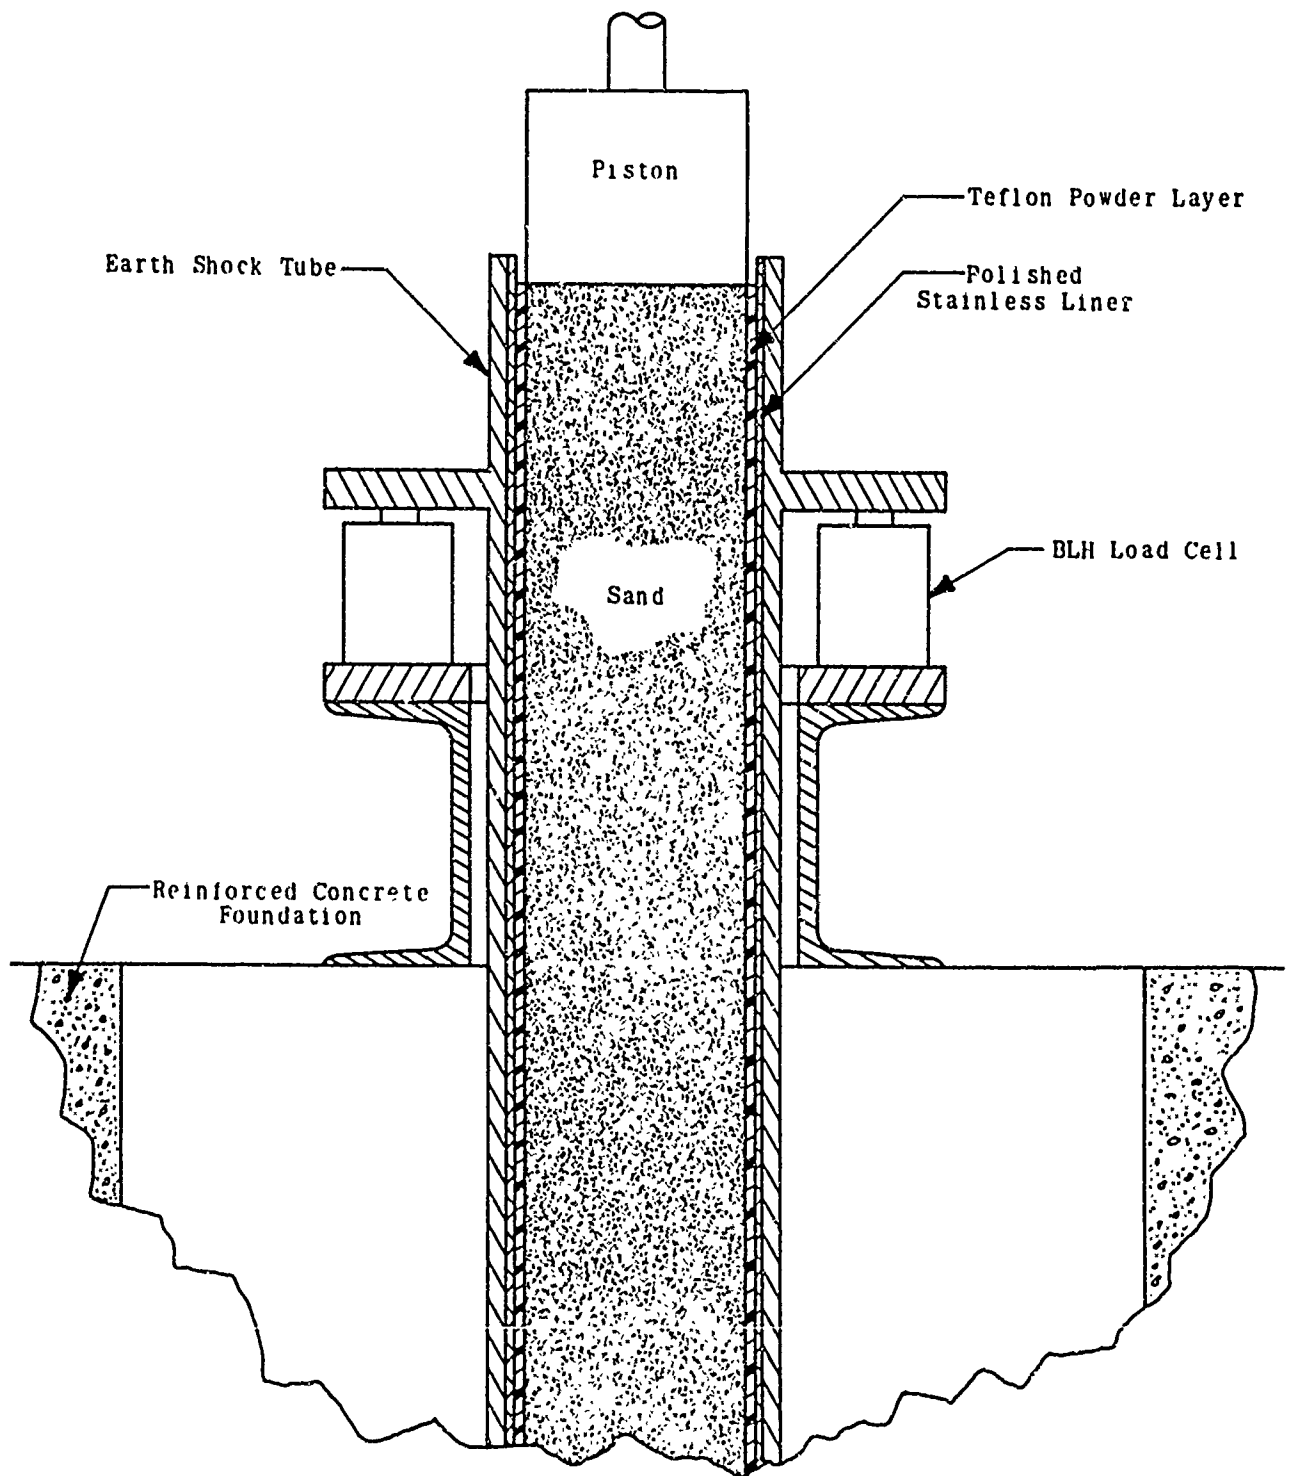 Piston
Teflon Powder Layer
Earth Shock Tube
Polished
Stainless Liner
BLH Load Cell
Sand
Reinforced Concrete
Foundation